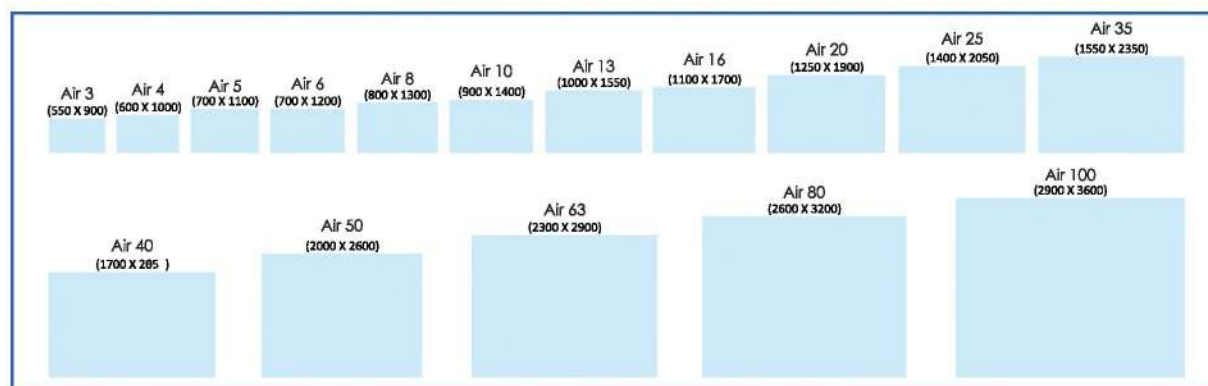 Air 3
(550 X 900)
Air 4
(600 X 1000)
Air 5
(700 X 1100)
Air 6
(700 X 1200)
Air 8
(800 X 1300)
Air 10
(900 X 1400)
Air 13
(1000 X 1550)
Air 16
(1100 X 1700)
Air 20
(1250 X 1900)
Air 25
(1400 X 2050)
Air 35
(1550 X 2350)
Air 40
(1700 X 285 )
Air 50
(2000 X 2600)
Air 63
(2300 X 2900)
Air 80
(2600 X 3200)
Air 100
(2900 X 3600)